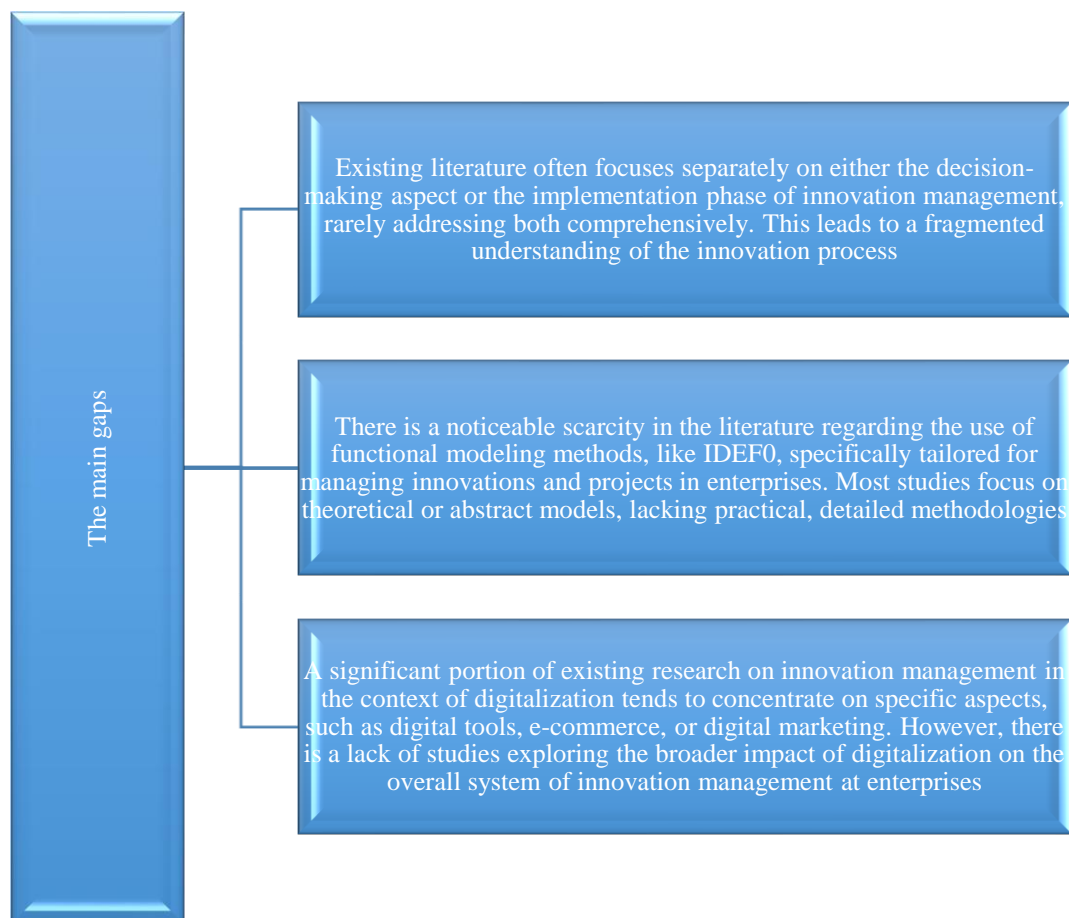 The main gaps
Existing literature often focuses separately on either the decision-
making aspect or the implementation phase of innovation management,
rarely addressing both comprehensively. This leads to a fragmented
understanding of the innovation process
There is a noticeable scarcity in the literature regarding the use of
functional modeling methods, like IDEF0, specifically tailored for
managing innovations and projects in enterprises. Most studies focus on
theoretical or abstract models, lacking practical, detailed methodologies
A significant portion of existing research on innovation management in
the context of digitalization tends to concentrate on specific aspects,
such as digital tools, e-commerce, or digital marketing. However, there
is a lack of studies exploring the broader impact of digitalization on the
overall system of innovation management at enterprises